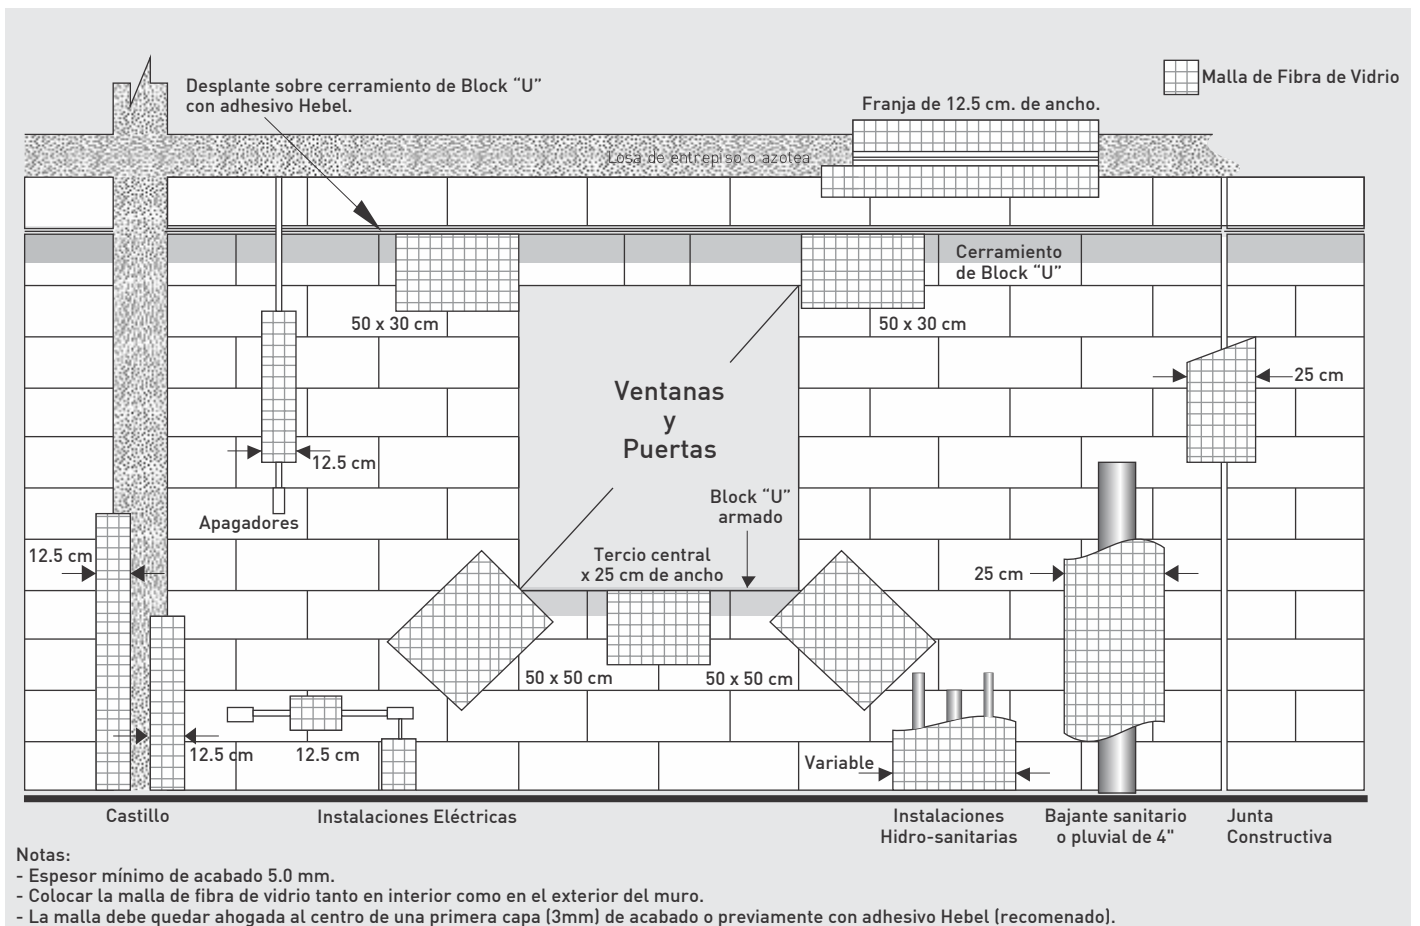 Desplante sobre cerramiento de Block “U”
con adhesivo Hebel.
Malla de Fibra de Vidrio
Franja de 12.5 cm. de ancho.
Losa de entrepiso o azotea
Cerramiento
de Block “U”
50 x 30 cm
50 x 30 cm
Ventanas
y
Puertas
25 cm
12.5 cm
Apagadores
Block “U”
armado
12.5 cm
Tercio central
x 25 cm de ancho
25 cm
50 x 50 cm
50 x 50 cm
12.5 cm
12.5 cm
Variable
Castillo
Instalaciones Eléctricas
Instalaciones
Hidro-sanitarias
Bajante sanitario
o pluvial de 4"
Junta
Constructiva
Notas:
- Espesor mínimo de acabado 5.0 mm.
- Colocar la malla de fibra de vidrio tanto en interior como en el exterior del muro.
- La malla debe quedar ahogada al centro de una primera capa (3mm) de acabado o previamente con adhesivo Hebel (recomenado).